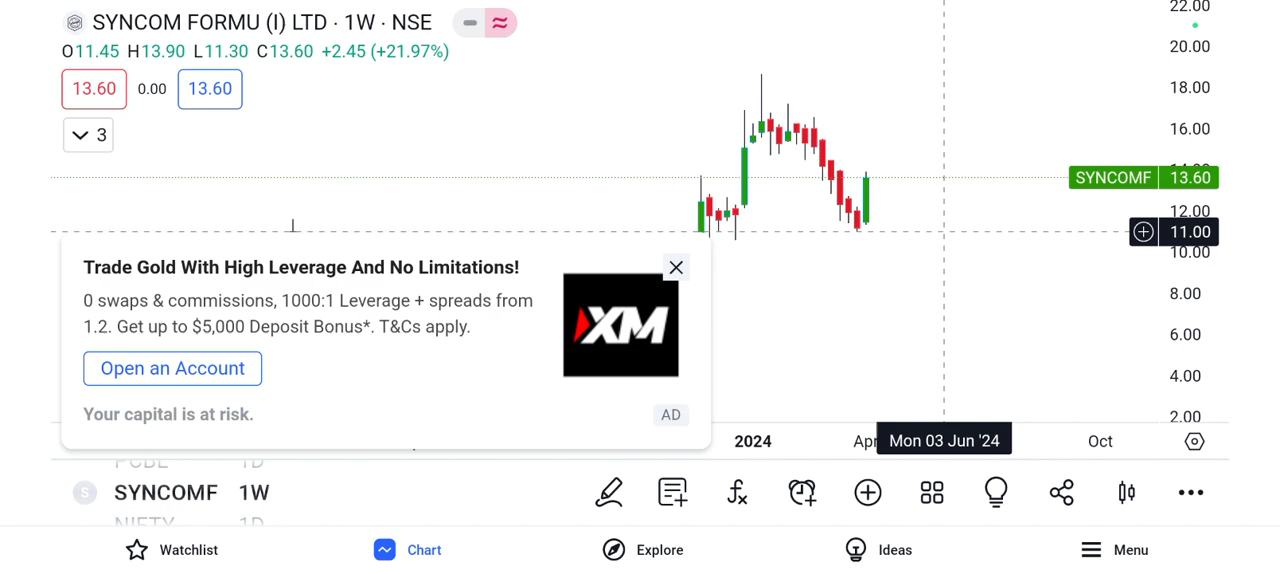 SYNCOM FORMU (I) LTD · 1W · NSE
O11.45 H13.90 L11.30 C13.60 +2.45 (+21.97%)
13.60 0.00 13.60
3
22.00
20.00
18.00
16.00
SYNCOMF 13.60
12.00
11.00
10.00
8.00
6.00
4.00
2.00
Trade Gold With High Leverage And No Limitations!
0 swaps & commissions, 1000:1 Leverage + spreads from
1.2. Get up to $5,000 Deposit Bonus*. T&Cs apply.
XM
Open an Account
Your capital is at risk.
AD
2024 Apr Mon 03 Jun '24 Oct
PCBL 1D
S SYNCOMF 1W
NIFTY 1D
Watchlist Chart Explore Ideas Menu